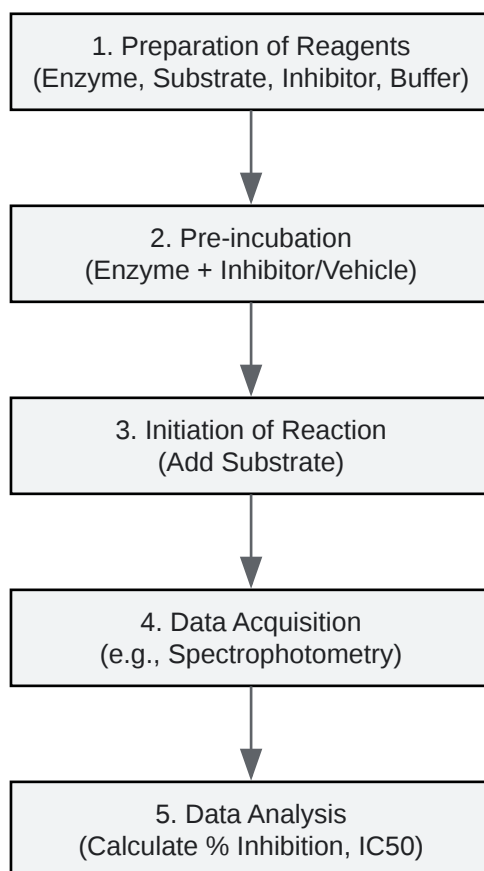 1. Preparation of Reagents
(Enzyme, Substrate, Inhibitor, Buffer)
2. Pre-incubation
(Enzyme + Inhibitor/Vehicle)
3. Initiation of Reaction
(Add Substrate)
4. Data Acquisition
(e.g., Spectrophotometry)
5. Data Analysis
(Calculate % Inhibition, IC50)